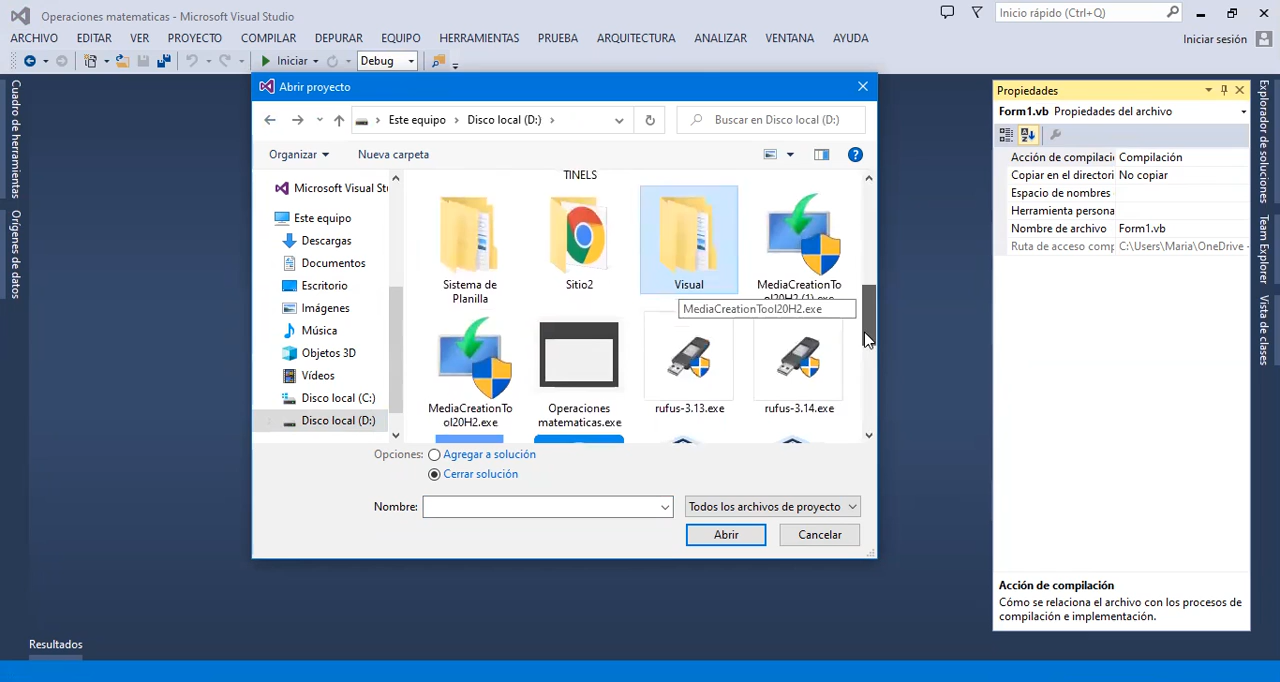 Operaciones matematicas - Microsoft Visual Studio
Inicio rápido (Ctrl+Q)
ARCHIVO EDITAR VER PROYECTO COMPILAR DEPURAR EQUIPO HERRAMIENTAS PRUEBA ARQUITECTURA ANALIZAR VENTANA AYUDA
Iniciar sesión
Iniciar Debug
Cuadro de herramientas
Orígenes de datos
Abrir proyecto
Este equipo Disco local (D:)
Buscar en Disco local (D:)
Organizar Nueva carpeta
Microsoft Visual Stu
Este equipo
Descargas
Documentos
Escritorio
Imágenes
Música
Objetos 3D
Vídeos
Disco local (C:)
Disco local (D:)
TINELS
Sistema de
Planilla
Sitio2
Visual
MediaCreationTo
ol20H2 (1).exe
MediaCreationTool20H2.exe
MediaCreationTo
ol20H2.exe
Operaciones
matematicas.exe
rufus-3.13.exe
rufus-3.14.exe
Opciones: Agregar a solución
Cerrar solución
Nombre:
Todos los archivos de proyecto
Abrir Cancelar
Propiedades
Form1.vb Propiedades del archivo
Acción de compilació Compilación
Copiar en el director No copiar
Espacio de nombres
Herramienta persona
Nombre de archivo Form1.vb
Ruta de acceso comp C:\Users\Maria\OneDrive -
Acción de compilación
Cómo se relaciona el archivo con los procesos de
compilación e implementación.
Explorador de soluciones
Team Explorer
Vista de clases
Resultados